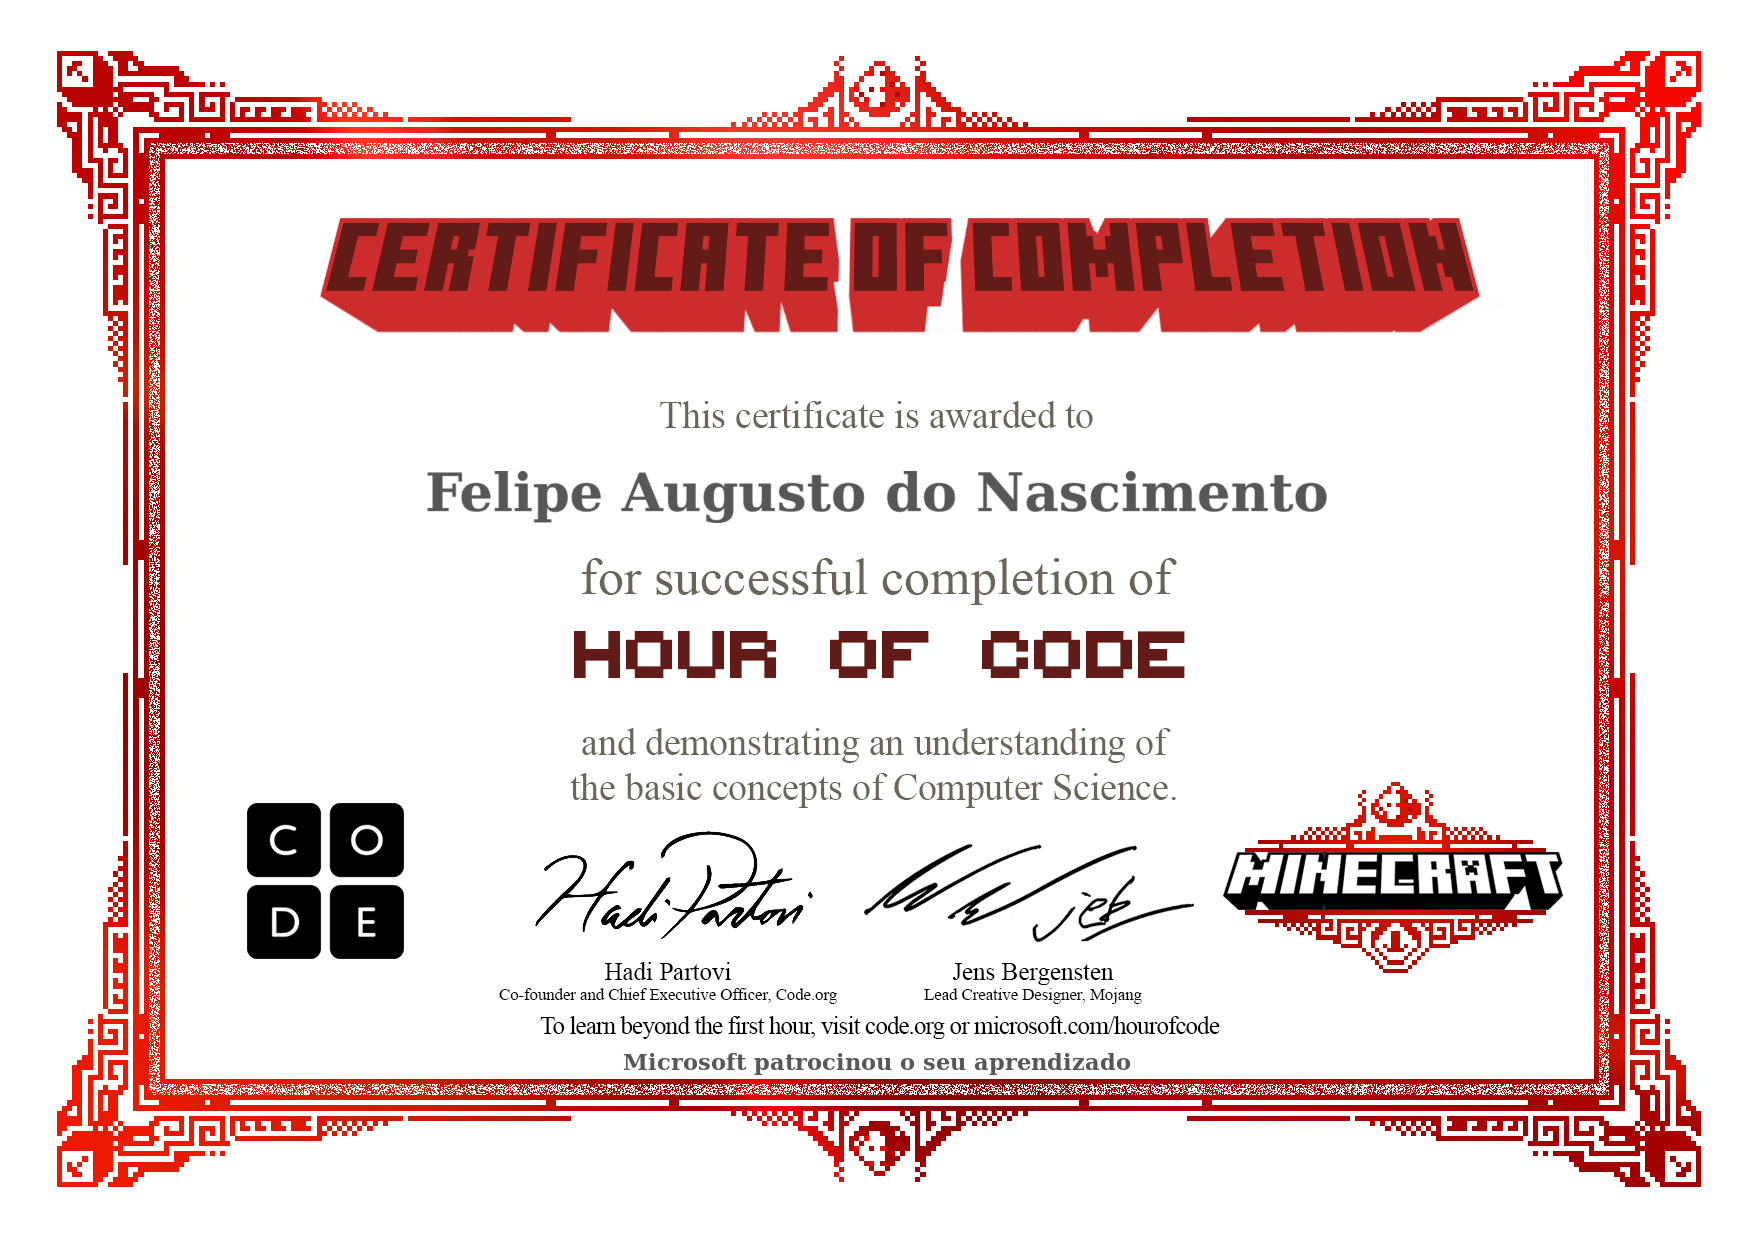 CERTIFICATE OF COMPLETION
This certificate is awarded to
Felipe Augusto do Nascimento
for successful completion of
HOUR OF CODE
and demonstrating an understanding of
the basic concepts of Computer Science.
C O
D E
Hadi Partovi
jeb
MINECRAFT
Hadi Partovi
Co-founder and Chief Executive Officer, Code.org
Jens Bergensten
Lead Creative Designer, Mojang
To learn beyond the first hour, visit code.org or microsoft.com/hourofcode
Microsoft patrocinou o seu aprendizado